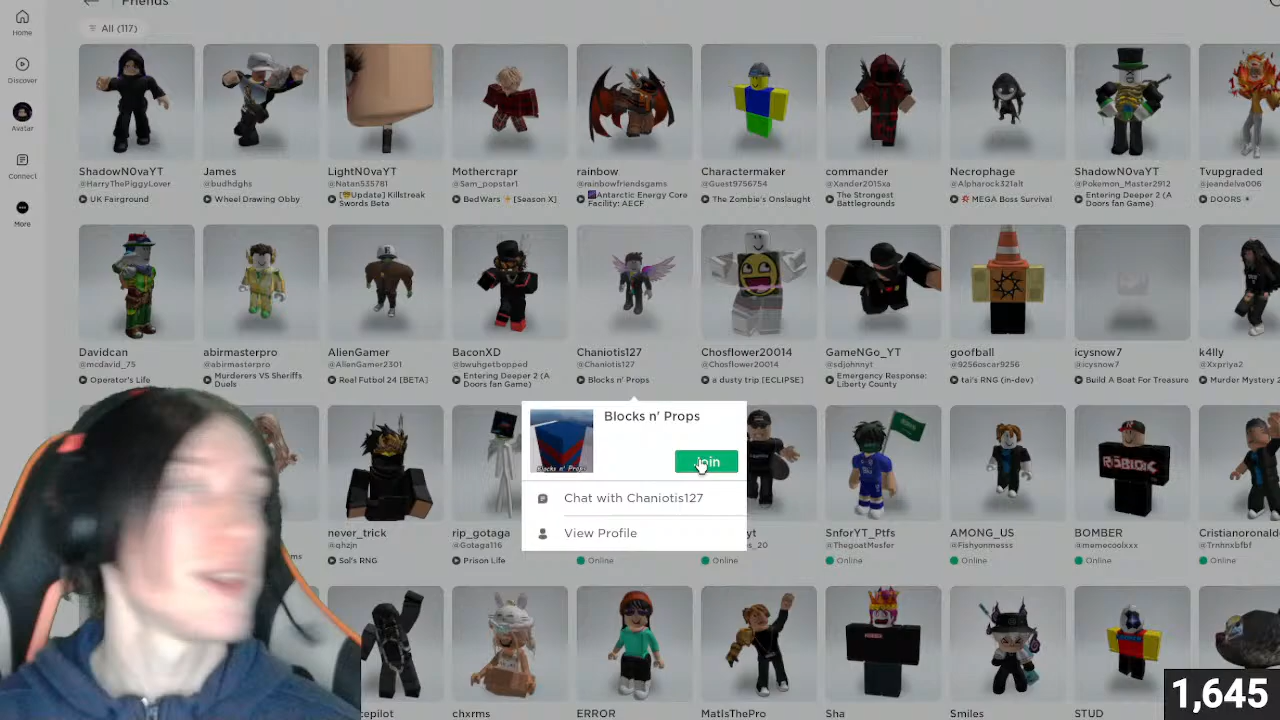 Friends
All (117)
Home
Discover
Avatar
Connect
More
ShadowN0vaYT
@HarryThePiggyLover
UK Fairground
James
@budhdghs
Wheel Drawing Obby
LightN0vaYT
@Natan535781
Update] Killstreak
Swords Beta
Mothercrapr
@Sam_popstar1
BedWars [Season X]
rainbow
@rainbowfriendsgams
Antarctic Energy Core
Facility: AECF
Charactermaker
@Guest9756754
The Zombie's Onslaught
commander
@Xander2015xa
The Strongest
Battlegrounds
Necrophage
@Alpharock321alt
MEGA Boss Survival
ShadowN0vaYT
@Pokemon_Master2912
Entering Deeper 2 (A
Doors fan Game)
Tvupgraded
@jeandelva006
DOORS
Davidcan
@mcdavid_75
Operator's Life
abirmasterpro
@abirmasterpro
Murderers VS Sheriffs
Duels
AlienGamer
@AlienGamer2301
Real Futbol 24 [BETA]
BaconXD
@bwuhgetbopped
Entering Deeper 2 (A
Doors fan Game)
Chaniotis127
@Chaniotis127
Blocks n' Props
Chosflower20014
@Chosflower20014
a dusty trip [ECLIPSE]
GameNGo_YT
@sdjohnnyt
Emergency Response:
Liberty County
goofball
@9256oscar9256
tai's RNG (in-dev)
icysnow7
@icysnow7
Build A Boat For Treasure
k4lly
@Xxpriya2
Murder Mystery 2
Blocks n' Props
Blocks n' Props
Join
Chat with Chaniotis127
View Profile
never_trick
@qhzjn
Sol's RNG
rip_gotaga
@Gotaga116
Prison Life
Online
Online
SnforYT_Ptfs
@ThegoatMesfer
Online
AMONG_US
@Fishyonmesss
Online
ROBLOX
BOMBER
@memecoolxxx
Online
Cristianoronald
@Trnhnxbfbf
Online
chxrms
ERROR
MatIsThePro
Sha
Smiles
STUD
1,645